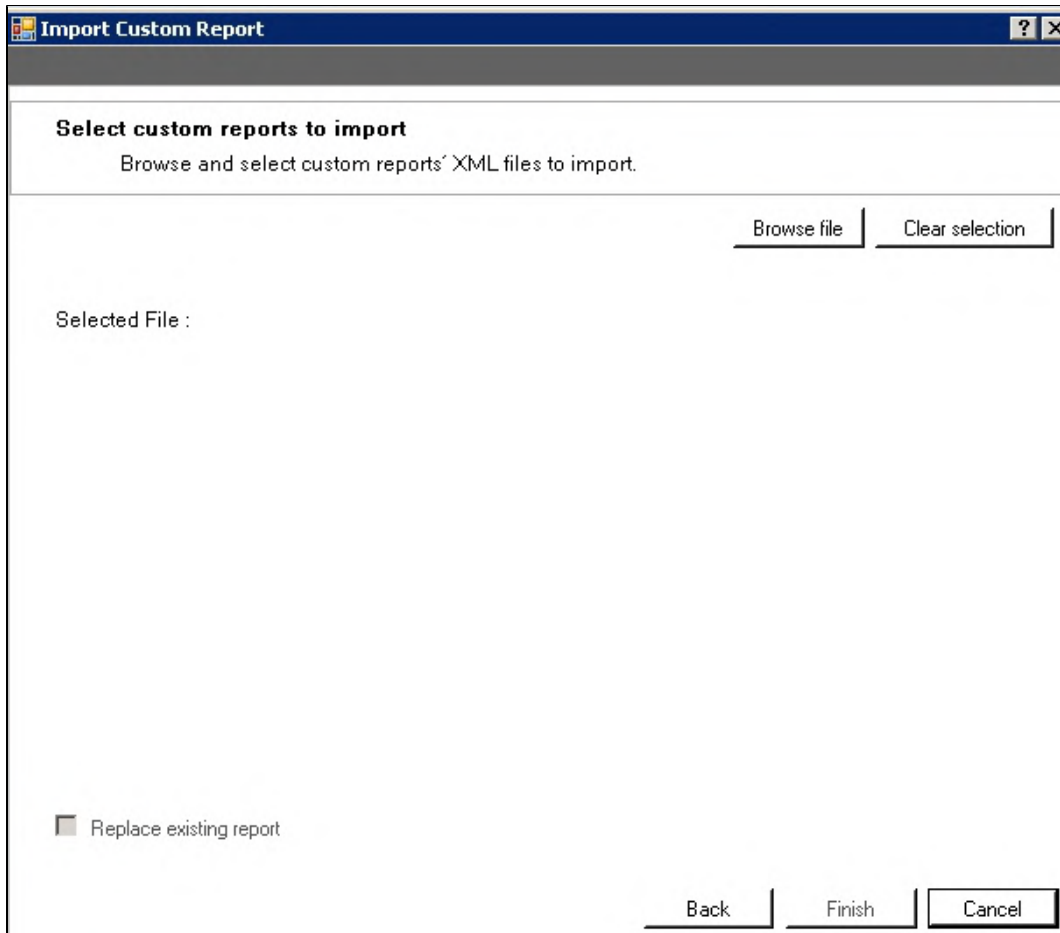 Import Custom Report
Select custom reports to import
Browse and select custom reports´ XML files to import.
Browse file Clear selection
Selected File :
Replace existing report
Back Finish Cancel